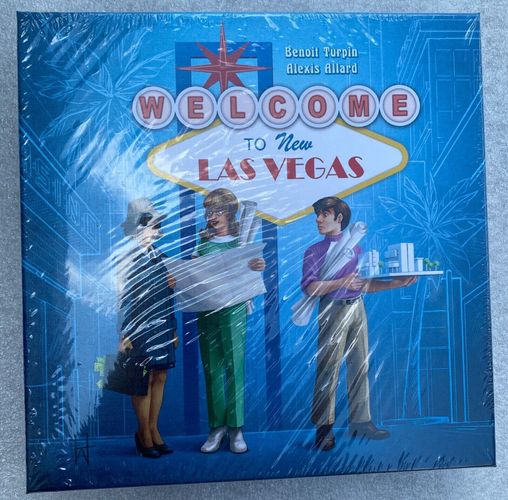 Benoit Turpin
Alexis Allard
WELCOME
TO New
LAS VEGAS